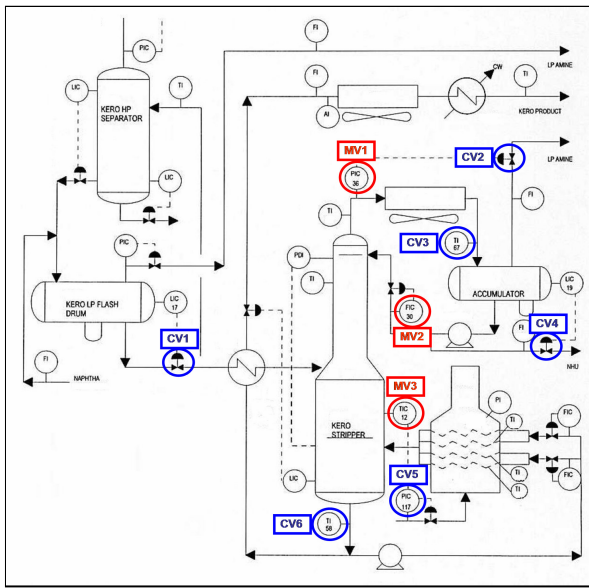 PIC
FI
LP AMINE
LIC
TI
KERO HP
SEPARATOR
FI
CW
TI
AI
KERO PRODUCT
LIC
MV1
CV2
LP AMINE
PIC
36
PIC
TI
FI
CV3
TI
67
PDI
TI
ACCUMULATOR
LIC
19
KERO LP FLASH
DRUM
LIC
17
FIC
30
FI
CV4
CV1
MV2
NHU
FI
NAPHTHA
MV3
TIC
12
PI
KERO
STRIPPER
TI
FIC
TI
TI
FIC
CV5
LIC
PIC
117
CV6
TI
58